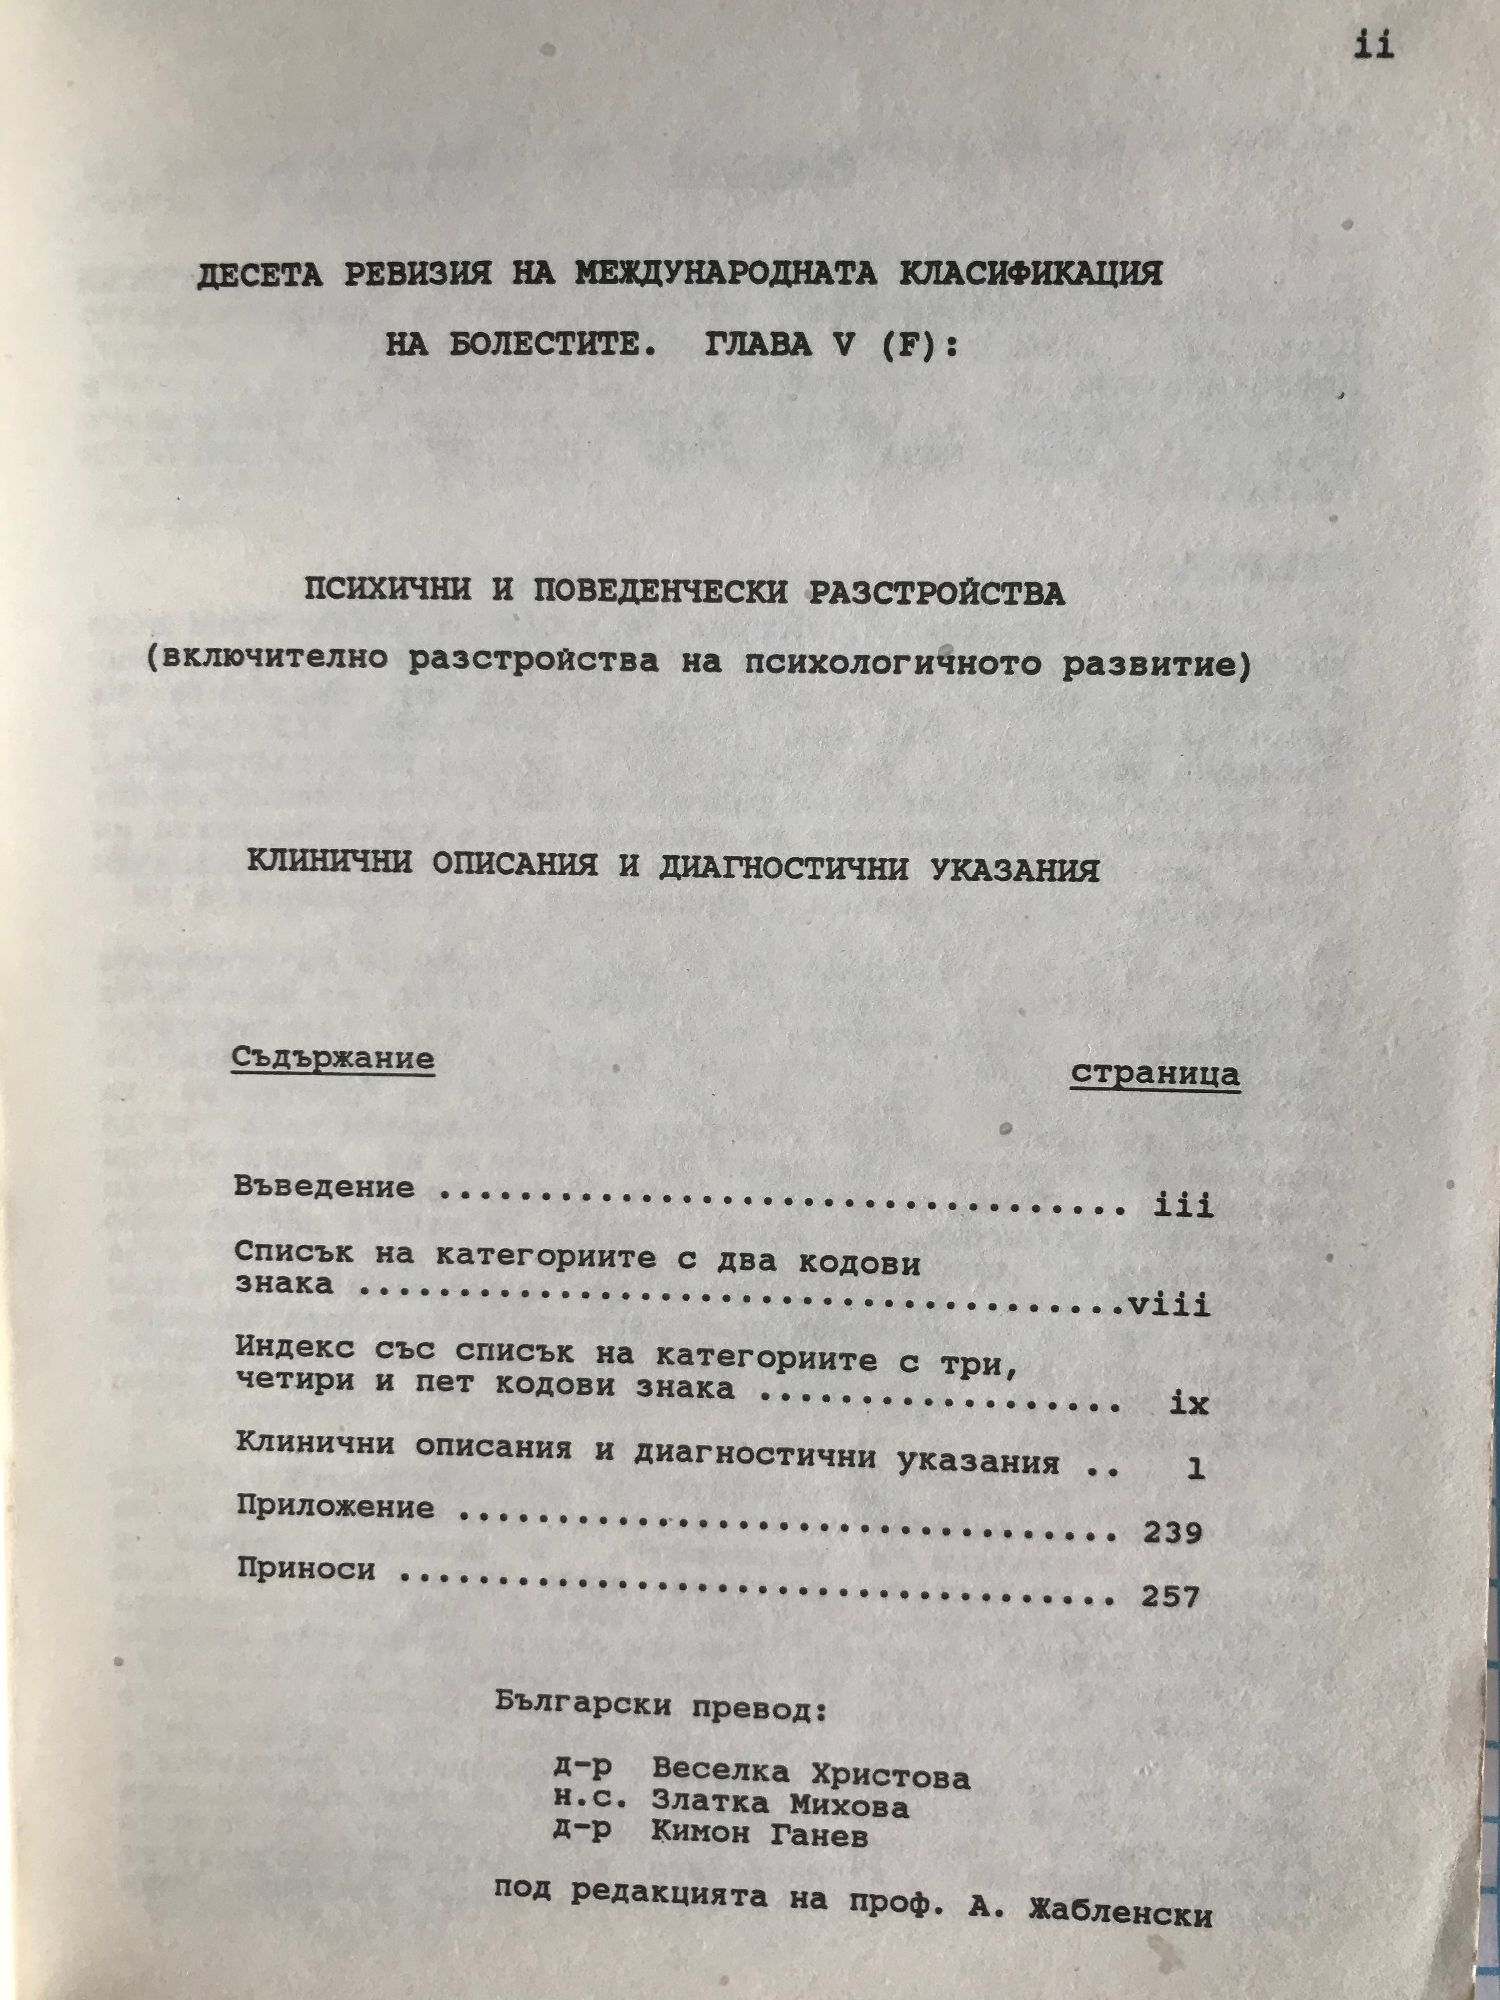 ii
ДЕСЕТА РЕВИЗИЯ НА МЕЖДУНАРОДНАТА КЛАСИФИКАЦИЯ
НА БОЛЕСТИТЕ. ГЛАВА V (F):
ПСИХИЧНИ И ПОВЕДЕНЧЕСКИ РАЗСТРОЙСТВА
(включително разстройства на психологичното развитие)
КЛИНИЧНИ ОПИСАНИЯ И ДИАГНОСТИЧНИ УКАЗАНИЯ
Съдържание страница
Въведение ................................... iii
Списък на категориите с два кодови
знака .......................................viii
Индекс със списък на категориите с три,
четири и пет кодови знака .................. ix
Клинични описания и диагностични указания .. 1
Приложение ................................. 239
Приноси .................................... 257
Български превод:
д-р Веселка Христова
н.с. Златка Михова
д-р Кимон Ганев
под редакцията на проф. А. Жабленски